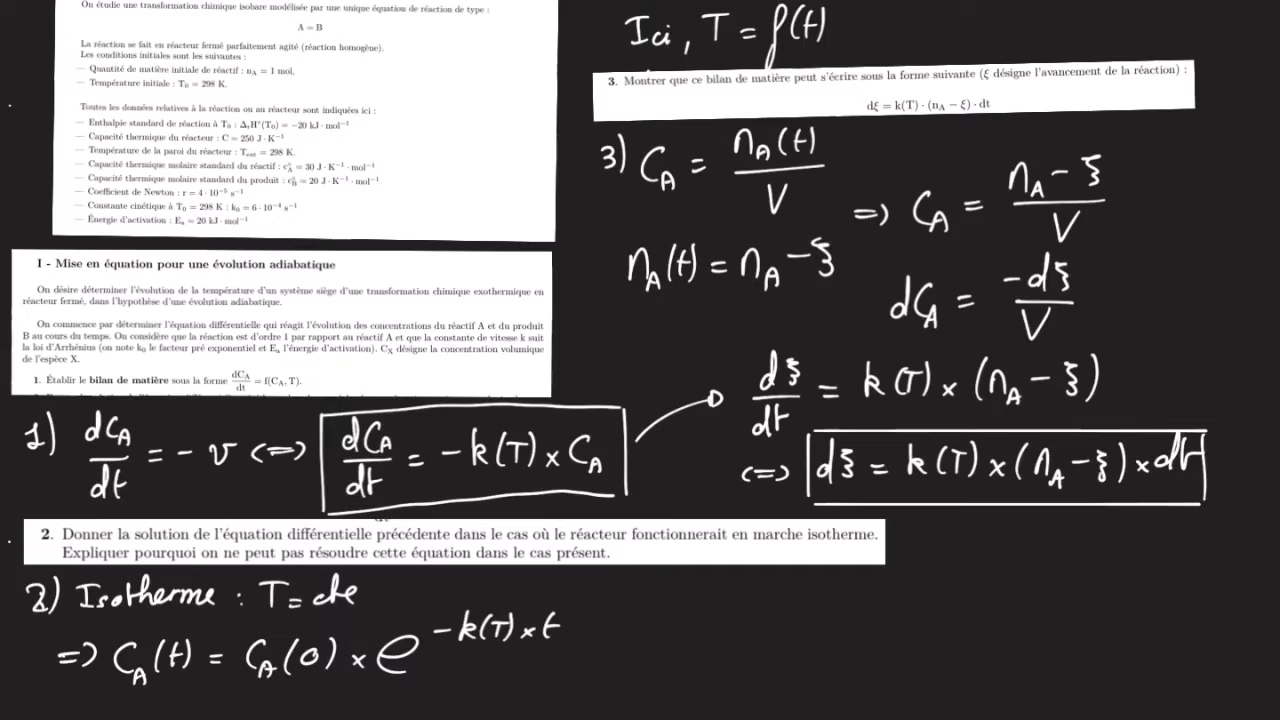 On étudie une transformation chimique isobare modélisée par une unique équation de réaction de type :
A = B
La réaction se fait en réacteur fermé parfaitement agité (réaction homogène).
Les conditions initiales sont les suivantes :
— Quantité de matière initiale de réactif : n_A = 1 mol,
— Température initiale : T₀ = 298 K.
Toutes les données relatives à la réaction ou au réacteur sont indiquées ici :
— Enthalpie standard de réaction à T₀ : Δ_rH°(T₀) = −20 kJ · mol⁻¹
— Capacité thermique du réacteur : C = 250 J · K⁻¹
— Température de la paroi du réacteur : T_ext = 298 K.
— Capacité thermique molaire standard du réactif : c°_A = 30 J · K⁻¹ · mol⁻¹
— Capacité thermique molaire standard du produit : c°_B = 20 J · K⁻¹ · mol⁻¹
— Coefficient de Newton : r = 4 · 10⁻⁵ s⁻¹
— Constante cinétique à T₀ = 298 K : k₀ = 6 · 10⁻⁴ s⁻¹
— Énergie d'activation : E_a = 20 kJ · mol⁻¹
I - Mise en équation pour une évolution adiabatique
On désire déterminer l'évolution de la température d'un système siège d'une transformation chimique exothermique en
réacteur fermé, dans l'hypothèse d'une évolution adiabatique.
On commence par déterminer l'équation différentielle qui réagit l'évolution des concentrations du réactif A et du produit
B au cours du temps. On considère que la réaction est d'ordre 1 par rapport au réactif A et que la constante de vitesse k suit
la loi d'Arrhénius (on note k₀ le facteur pré exponentiel et E_a l'énergie d'activation). C_X désigne la concentration volumique
de l'espèce X.
1. Établir le bilan de matière sous la forme dC_A/dt = f(C_A, T).
1) dC_A/dt = − v <=> dC_A/dt = − k(T) × C_A
2. Donner la solution de l'équation différentielle précédente dans le cas où le réacteur fonctionnerait en marche isotherme.
Expliquer pourquoi on ne peut pas résoudre cette équation dans le cas présent.
2) Isotherme : T = cte
=> C_A(t) = C_A(0) × e^(−k(T)×t)
Ici, T = f(t)
3. Montrer que ce bilan de matière peut s'écrire sous la forme suivante (ξ désigne l'avancement de la réaction) :
dξ = k(T) · (n_A − ξ) · dt
3) C_A = n_A(t)/V
n_A(t) = n_A − ξ
=> C_A = (n_A − ξ)/V
dC_A = −dξ/V
dξ/dt = k(T) × (n_A − ξ)
<=> dξ = k(T) × (n_A − ξ) × dt